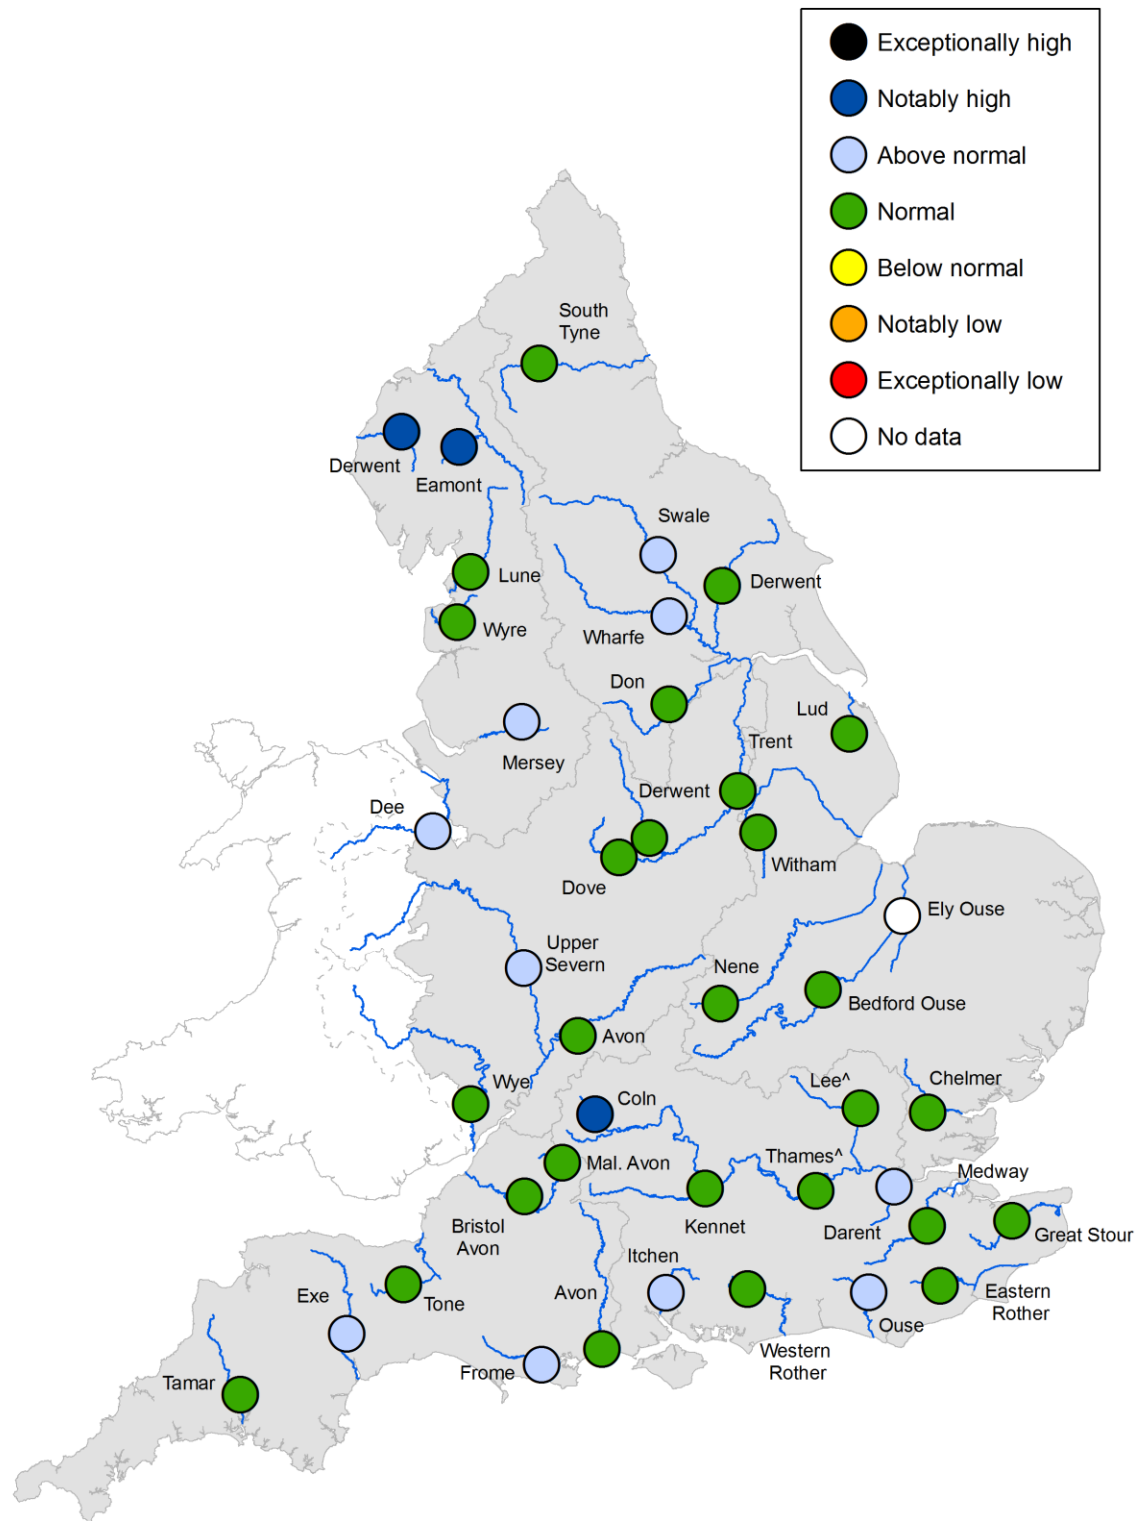 Exceptionally high
Notably high
Above normal
Normal
Below normal
Notably low
Exceptionally low
No data
South
Tyne
Derwent
Eamont
Swale
Lune
Derwent
Wyre
Wharfe
Don
Lud
Trent
Mersey
Derwent
Dee
Witham
Dove
Ely Ouse
Upper
Severn
Nene
Bedford Ouse
Avon
Wye
Lee^
Chelmer
Coln
Thames^
Mal. Avon
Medway
Bristol
Avon
Kennet
Darent
Great Stour
Itchen
Exe
Tone
Avon
Eastern
Rother
Ouse
Western
Rother
Frome
Tamar